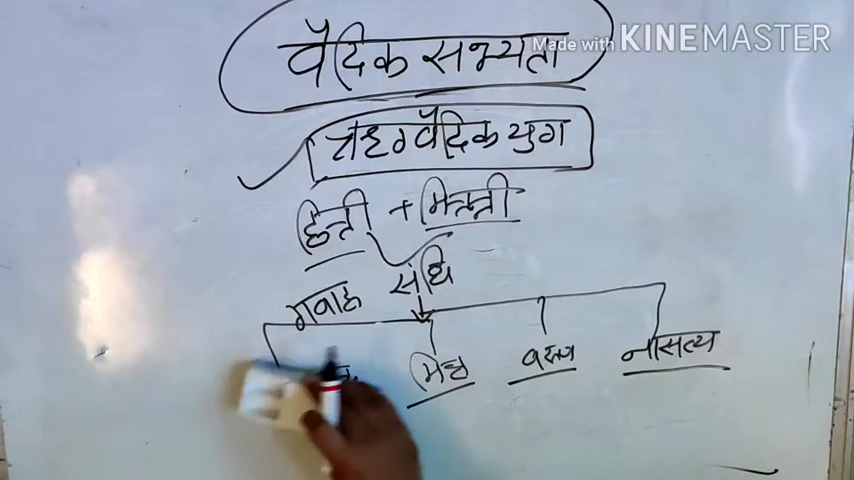 वैदिक सभ्यता
Made with KINEMASTER
ऋग्वैदिक युग
हित्ती + मितन्नी
गवाह संधि
मित्र वरुण नासत्य